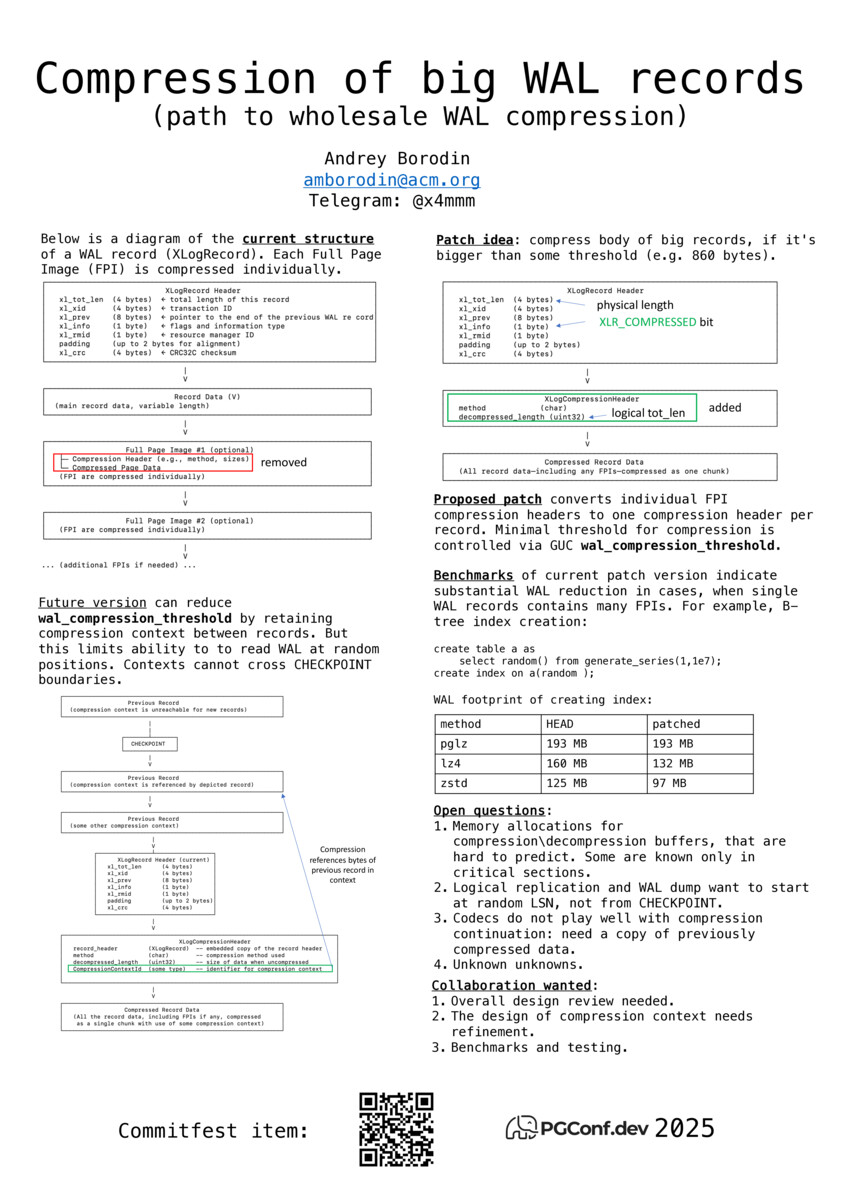 Compression of big WAL records
(path to wholesale WAL compression)
Andrey Borodin
amborodin@acm.org
Telegram: @x4mmm
Below is a diagram of the current structure
of a WAL record (XLogRecord). Each Full Page
Image (FPI) is compressed individually.
XLogRecord Header
xl_tot_len (4 bytes) ← total length of this record
xl_xid (4 bytes) ← transaction ID
xl_prev (8 bytes) ← pointer to the end of the previous WAL re cord
xl_info (1 byte) ← flags and information type
xl_rmid (1 byte) ← resource manager ID
padding (up to 2 bytes for alignment)
xl_crc (4 bytes) ← CRC32C checksum
|
V
Record Data (V)
(main record data, variable length)
|
V
Full Page Image #1 (optional)
├─ Compression Header (e.g., method, sizes)
└─ Compressed Page Data
(FPI are compressed individually)
removed
|
V
Full Page Image #2 (optional)
(FPI are compressed individually)
|
V
... (additional FPIs if needed) ...
Future version can reduce
wal_compression_threshold by retaining
compression context between records. But
this limits ability to to read WAL at random
positions. Contexts cannot cross CHECKPOINT
boundaries.
Previous Record
(compression context is unreachable for new records)
|
|
CHECKPOINT
|
V
Previous Record
(compression context is referenced by depicted record)
|
V
Previous Record
(some other compression context)
|
V
XLogRecord Header (current)
xl_tot_len (4 bytes)
xl_xid (4 bytes)
xl_prev (8 bytes)
xl_info (1 byte)
xl_rmid (1 byte)
padding (up to 2 bytes)
xl_crc (4 bytes)
Compression
references bytes of
previous record in
context
|
V
XLogCompressionHeader
record_header (XLogRecord) -- embedded copy of the record header
method (char) -- compression method used
decompressed_length (uint32) -- size of data when uncompressed
CompressionContextId (some type) -- identifier for compression context
|
V
Compressed Record Data
(All the record data, including FPIs if any, compressed
as a single chunk with use of some compression context)
Patch idea: compress body of big records, if it's
bigger than some threshold (e.g. 860 bytes).
XLogRecord Header
xl_tot_len (4 bytes)
xl_xid (4 bytes)
xl_prev (8 bytes)
xl_info (1 byte)
xl_rmid (1 byte)
padding (up to 2 bytes)
xl_crc (4 bytes)
physical length
XLR_COMPRESSED bit
|
V
XLogCompressionHeader
method (char)
decompressed_length (uint32)
logical tot_len
added
|
V
Compressed Record Data
(All record data—including any FPIs—compressed as one chunk)
Proposed patch converts individual FPI
compression headers to one compression header per
record. Minimal threshold for compression is
controlled via GUC wal_compression_threshold.
Benchmarks of current patch version indicate
substantial WAL reduction in cases, when single
WAL records contains many FPIs. For example, B-
tree index creation:
create table a as
select random() from generate_series(1,1e7);
create index on a(random );
WAL footprint of creating index:
method HEAD patched
pglz 193 MB 193 MB
lz4 160 MB 132 MB
zstd 125 MB 97 MB
Open questions:
1. Memory allocations for
compression\decompression buffers, that are
hard to predict. Some are known only in
critical sections.
2. Logical replication and WAL dump want to start
at random LSN, not from CHECKPOINT.
3. Codecs do not play well with compression
continuation: need a copy of previously
compressed data.
4. Unknown unknowns.
Collaboration wanted:
1. Overall design review needed.
2. The design of compression context needs
refinement.
3. Benchmarks and testing.
Commitfest item:
PGConf.dev 2025